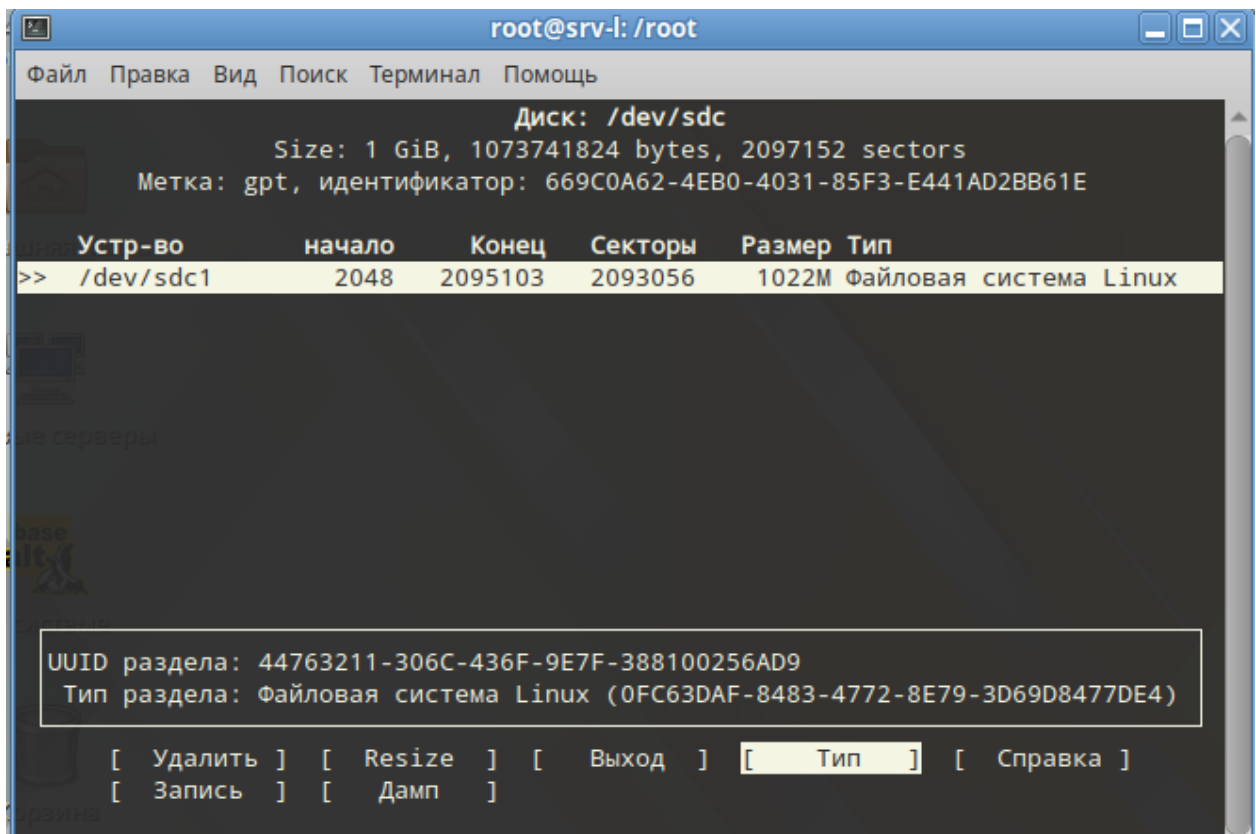 root@srv-l: /root
Файл Правка Вид Поиск Терминал Помощь
Диск: /dev/sdc
Size: 1 GiB, 1073741824 bytes, 2097152 sectors
Метка: gpt, идентификатор: 669C0A62-4EB0-4031-85F3-E441AD2BB61E
Устр-во начало Конец Секторы Размер Тип
>> /dev/sdc1 2048 2095103 2093056 1022M Файловая система Linux
серверы
base
alt
UUID раздела: 44763211-306C-436F-9E7F-388100256AD9
Тип раздела: Файловая система Linux (0FC63DAF-8483-4772-8E79-3D69D8477DE4)
[ Удалить ] [ Resize ] [ Выход ] [ Тип ] [ Справка ]
[ Запись ] [ Дамп ]